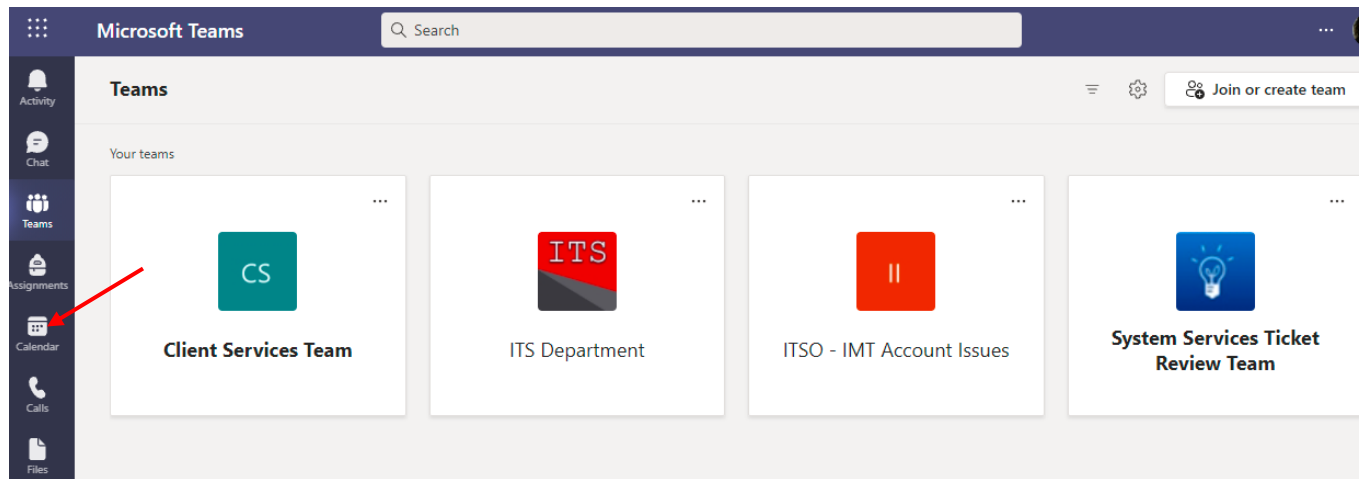 Microsoft Teams
Search
Activity
Chat
Teams
Assignments
Calendar
Calls
Files
Teams
Join or create team
Your teams
CS
Client Services Team
ITS
ITS Department
II
ITSO - IMT Account Issues
System Services Ticket
Review Team